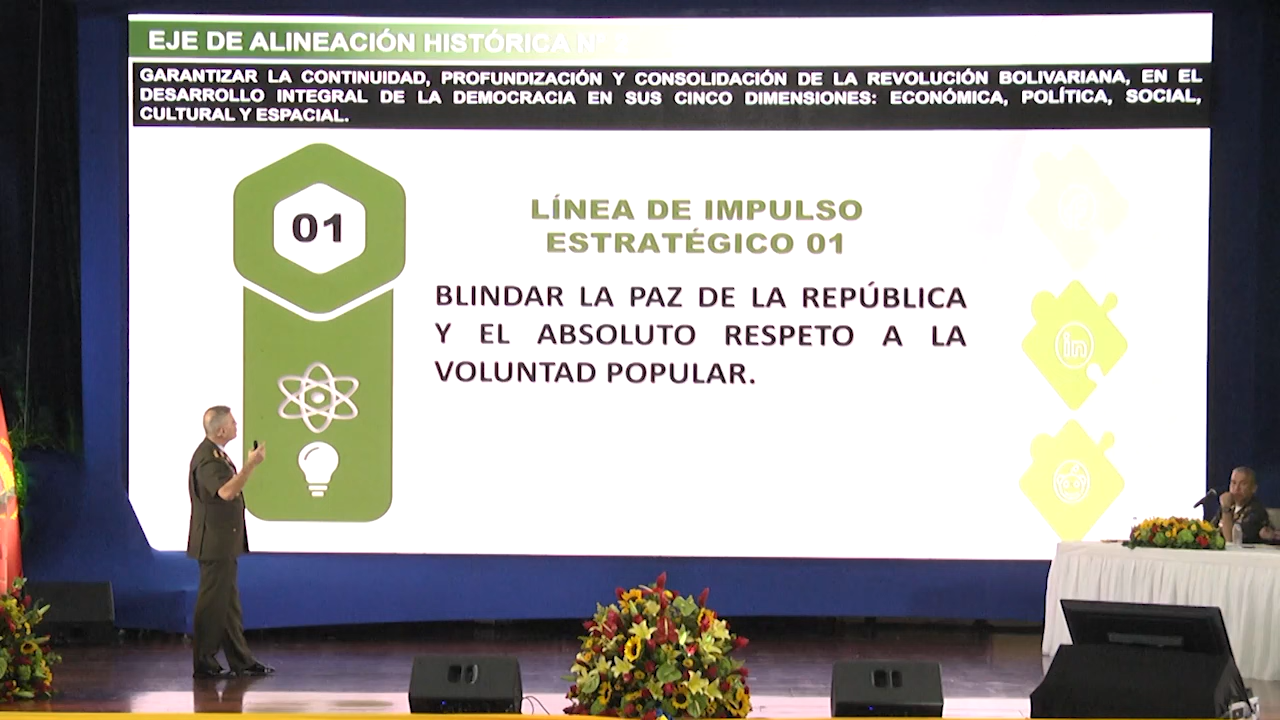 EJE DE ALINEACIÓN HISTÓRICA
GARANTIZAR LA CONTINUIDAD, PROFUNDIZACIÓN Y CONSOLIDACIÓN DE LA REVOLUCIÓN BOLIVARIANA, EN EL
DESARROLLO INTEGRAL DE LA DEMOCRACIA EN SUS CINCO DIMENSIONES: ECONÓMICA, POLÍTICA, SOCIAL,
CULTURAL Y ESPACIAL.
01
LÍNEA DE IMPULSO
ESTRATÉGICO 01
BLINDAR LA PAZ DE LA REPÚBLICA
Y EL ABSOLUTO RESPETO A LA
VOLUNTAD POPULAR.
in